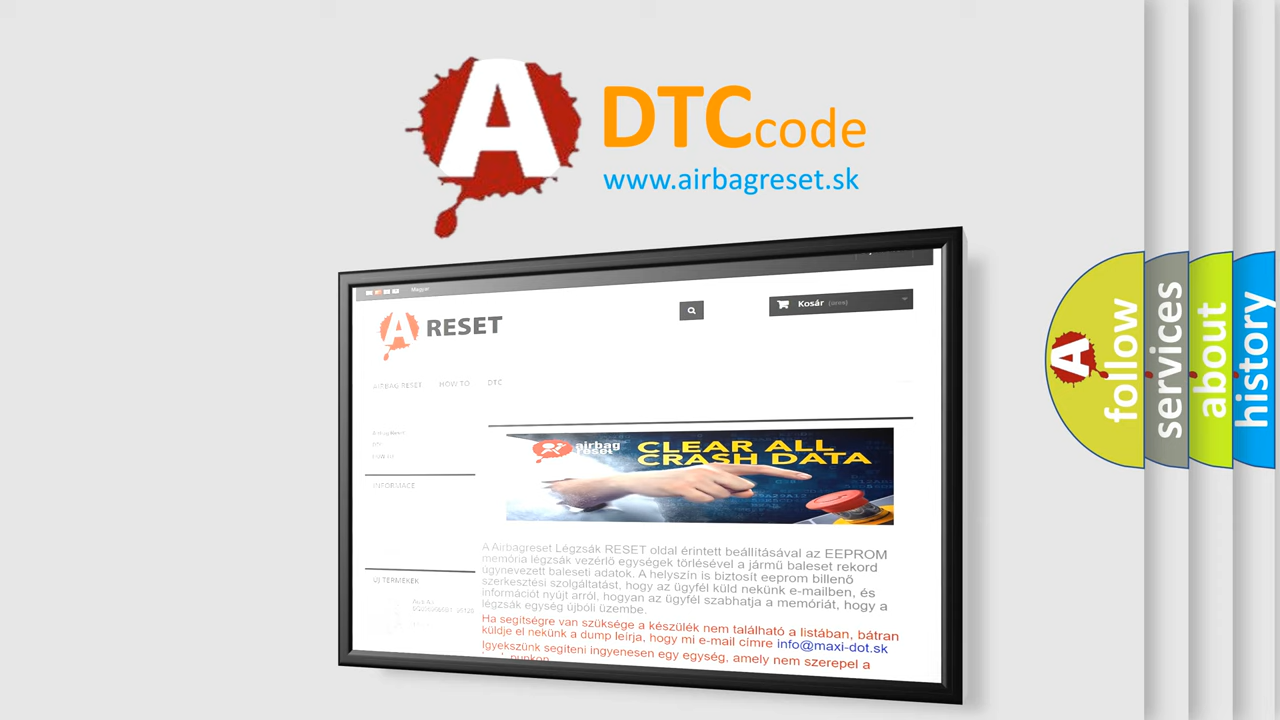 A
DTCcode
www.airbagreset.sk
Magyar
A RESET
Kosár (üres)
AIRBAG RESET HOW TO DTC
INFORMACE
airbag
reset
CLEAR ALL
CRASH DATA
A Airbagreset Légzsák RESET oldal érintett beállításával az EEPROM
memória légzsák vezérlő egységek törlésével a jármű baleset rekord
úgynevezett baleseti adatok. A helyszín is biztosít eeprom billenő
szerkesztési szolgáltatást, hogy az ügyfél küld nekünk e-mailben, és
információt nyújt arról, hogyan az ügyfél szabhatja a memóriát, hogy a
légzsák egység újbóli üzembe.
Ha segítségre van szüksége a készülék nem található a listában, bátran
küldje el nekünk a dump leírja, hogy mi e-mail címre info@maxi-dot.sk
Igyekszünk segíteni ingyenesen egy egység, amely nem szerepel a
ÚJ TERMÉKEK
A
follow
services
about
history